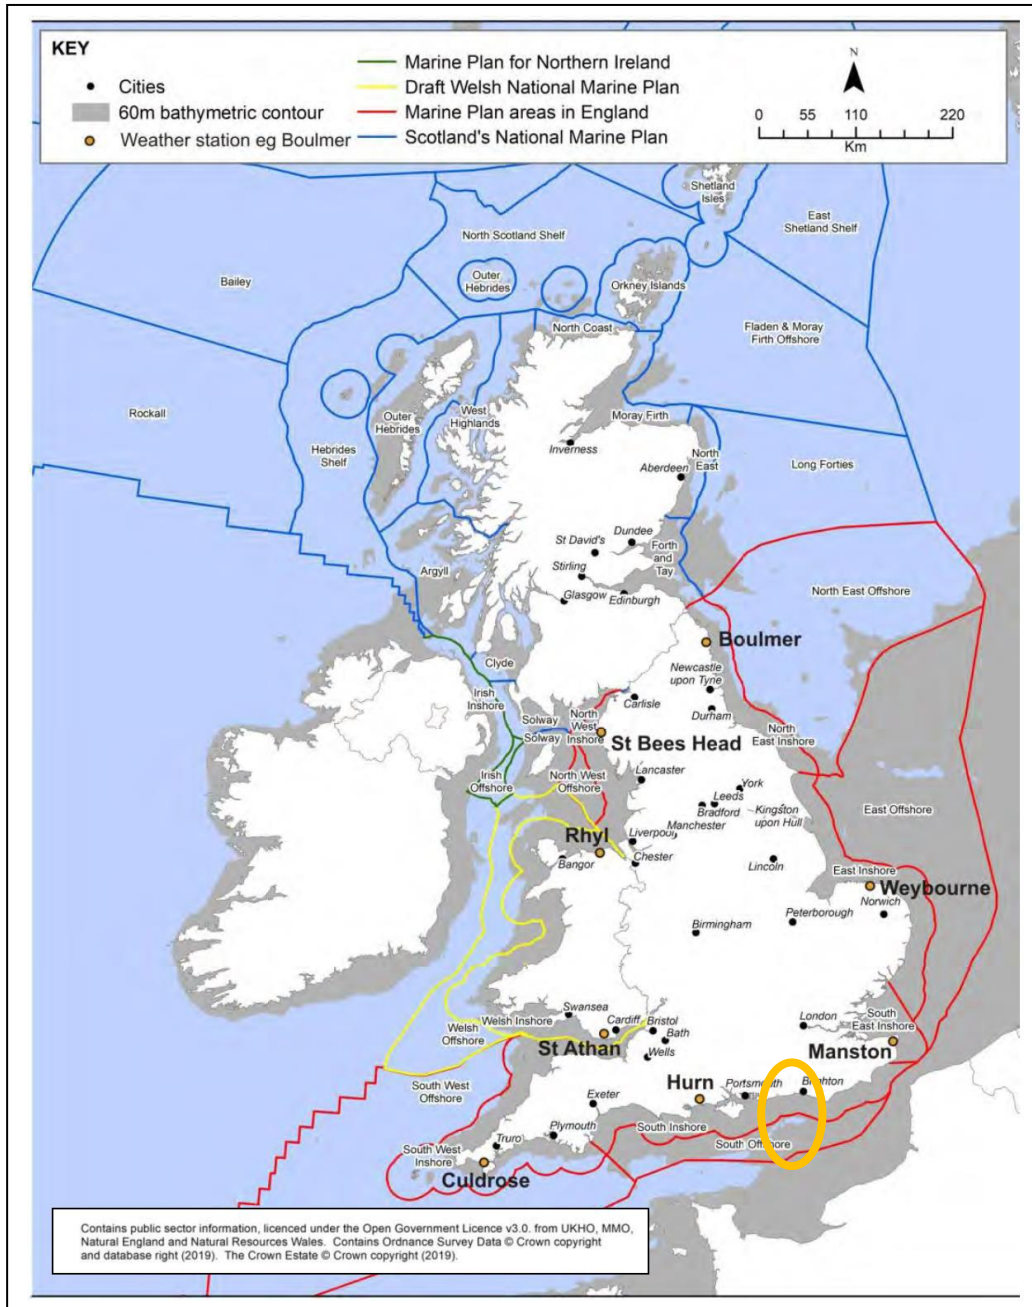 KEY
Cities
60m bathymetric contour
Weather station eg Boulmer
Marine Plan for Northern Ireland
Draft Welsh National Marine Plan
Marine Plan areas in England
Scotland's National Marine Plan
N
0 55 110 220
Km
Shetland
Isles
East
Shetland Shelf
North Scotland Shelf
Bailey
Outer
Hebrides
Orkney Islands
North Coast
Fladen & Moray
Firth Offshore
Rockall
Outer
Hebrides
West
Highlands
Moray Firth
Hebrides
Shelf
Inverness
North
East
Long Forties
Aberdeen
Dundee
St David's
Forth
and
Tay
Stirling
Argyll
Glasgow
Edinburgh
North East Offshore
Boulmer
Clyde
Newcastle
upon Tyne
Irish
Inshore
Carlisle
Durham
Solway
Solway
North
West
Inshore
St Bees Head
North
East Inshore
Irish
Offshore
North West
Offshore
Lancaster
York
Leeds
Bradford
Kingston
upon Hull
East Offshore
Manchester
Liverpool
Rhyl
Bangor
Chester
Lincoln
East Inshore
Weybourne
Norwich
Peterborough
Birmingham
Swansea
Welsh Inshore
Cardiff
Bristol
Bath
London
South
East Inshore
Welsh
Offshore
St Athan
Wells
Manston
South West
Offshore
Hurn
Portsmouth
Brighton
Exeter
South Inshore
Plymouth
South Offshore
Truro
South West
Inshore
Culdrose
Contains public sector information, licenced under the Open Government Licence v3.0. from UKHO, MMO,
Natural England and Natural Resources Wales. Contains Ordnance Survey Data © Crown copyright
and database right (2019). The Crown Estate © Crown copyright (2019).